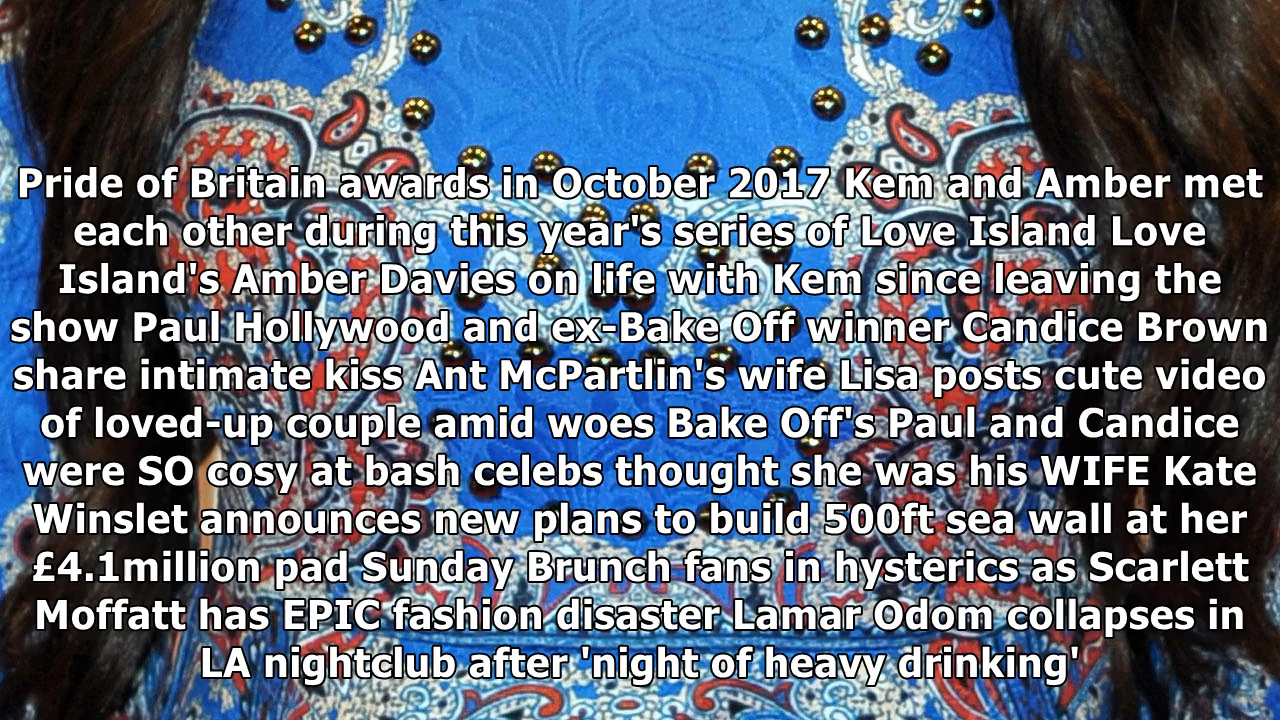 Pride of Britain awards in October 2017 Kem and Amber met
each other during this year's series of Love Island Love
Island's Amber Davies on life with Kem since leaving the
show Paul Hollywood and ex-Bake Off winner Candice Brown
share intimate kiss Ant McPartlin's wife Lisa posts cute video
of loved-up couple amid woes Bake Off's Paul and Candice
were SO cosy at bash celebs thought she was his WIFE Kate
Winslet announces new plans to build 500ft sea wall at her
£4.1million pad Sunday Brunch fans in hysterics as Scarlett
Moffatt has EPIC fashion disaster Lamar Odom collapses in
LA nightclub after 'night of heavy drinking'